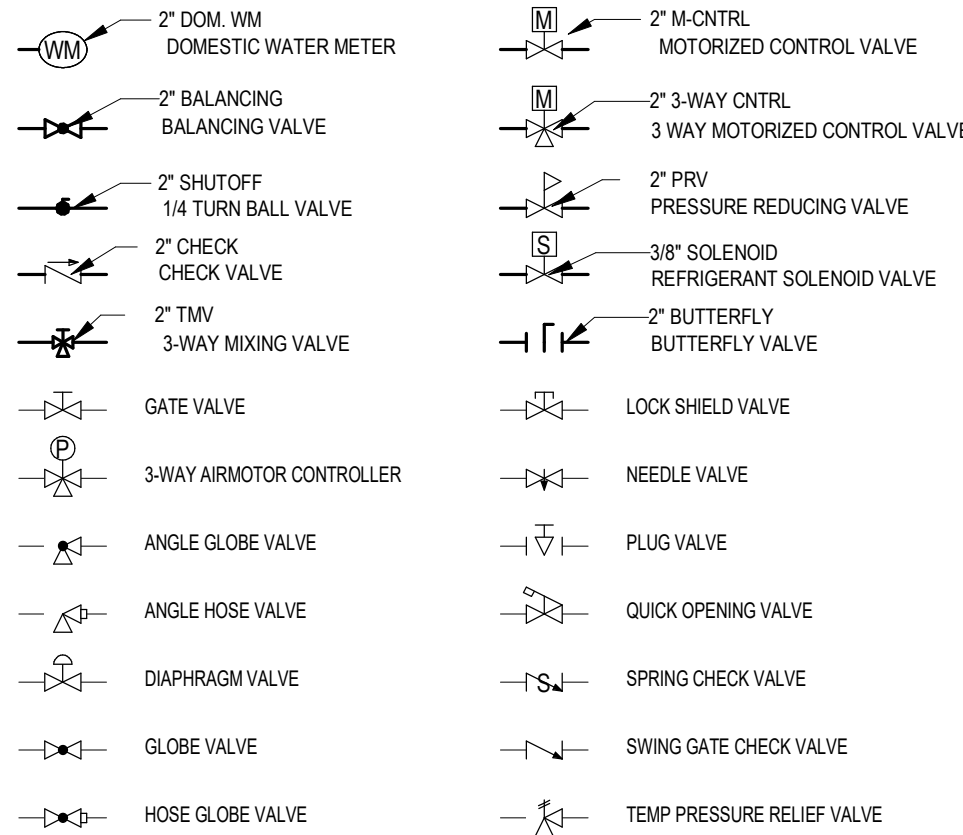 2" DOM. WM
WM
DOMESTIC WATER METER
2" BALANCING
BALANCING VALVE
2" SHUTOFF
1/4 TURN BALL VALVE
2" CHECK
CHECK VALVE
2" TMV
3-WAY MIXING VALVE
GATE VALVE
P
3-WAY AIRMOTOR CONTROLLER
ANGLE GLOBE VALVE
ANGLE HOSE VALVE
DIAPHRAGM VALVE
GLOBE VALVE
HOSE GLOBE VALVE
M
2" M-CNTRL
MOTORIZED CONTROL VALVE
M
2" 3-WAY CNTRL
3 WAY MOTORIZED CONTROL VALVE
2" PRV
PRESSURE REDUCING VALVE
S
3/8" SOLENOID
REFRIGERANT SOLENOID VALVE
2" BUTTERFLY
BUTTERFLY VALVE
LOCK SHIELD VALVE
NEEDLE VALVE
PLUG VALVE
QUICK OPENING VALVE
S
SPRING CHECK VALVE
SWING GATE CHECK VALVE
TEMP PRESSURE RELIEF VALVE